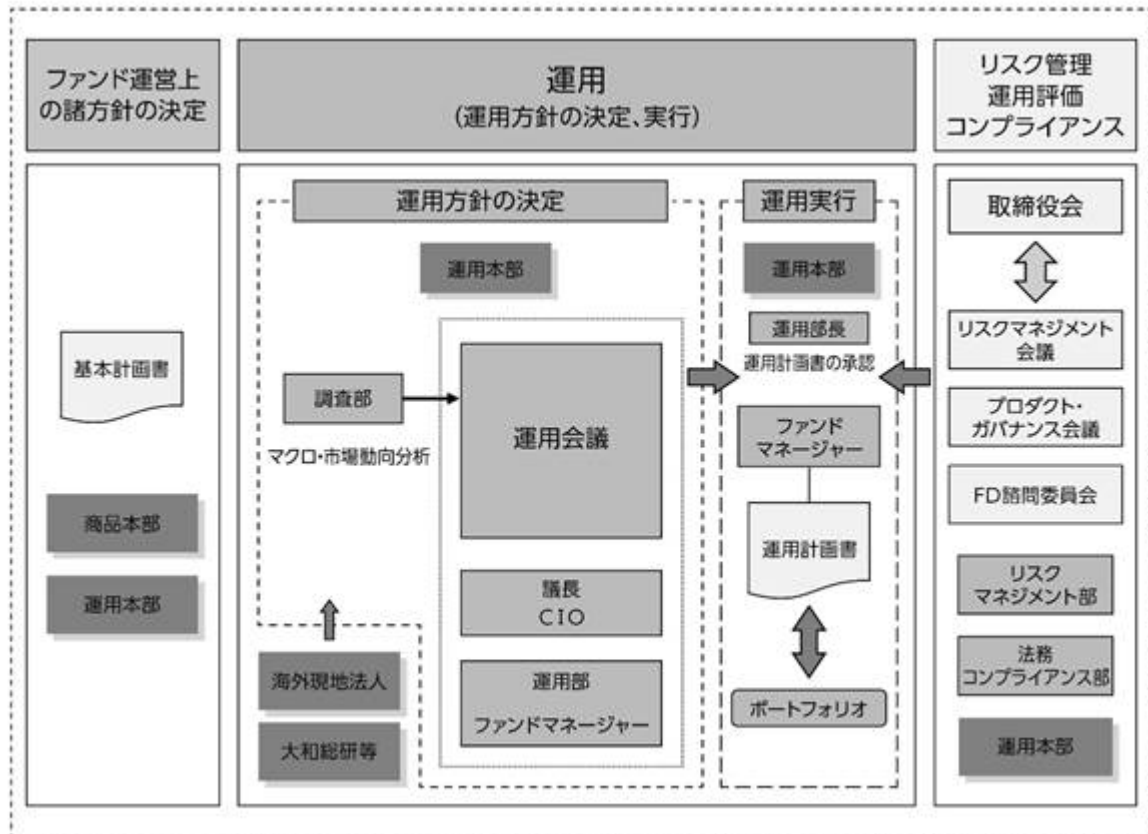 ファンド運営上
の諸方針の決定
運用
(運用方針の決定、実行)
リスク管理
運用評価
コンプライアンス
基本計画書
商品本部
運用本部
運用方針の決定
運用本部
調査部
マクロ・市場動向分析
運用会議
議長
CIO
運用部
ファンドマネージャー
海外現地法人
大和総研等
運用実行
運用本部
運用部長
運用計画書の承認
ファンド
マネージャー
運用計画書
ポートフォリオ
取締役会
リスクマネジメント
会議
プロダクト・
ガバナンス会議
FD諮問委員会
リスク
マネジメント部
法務
コンプライアンス部
運用本部